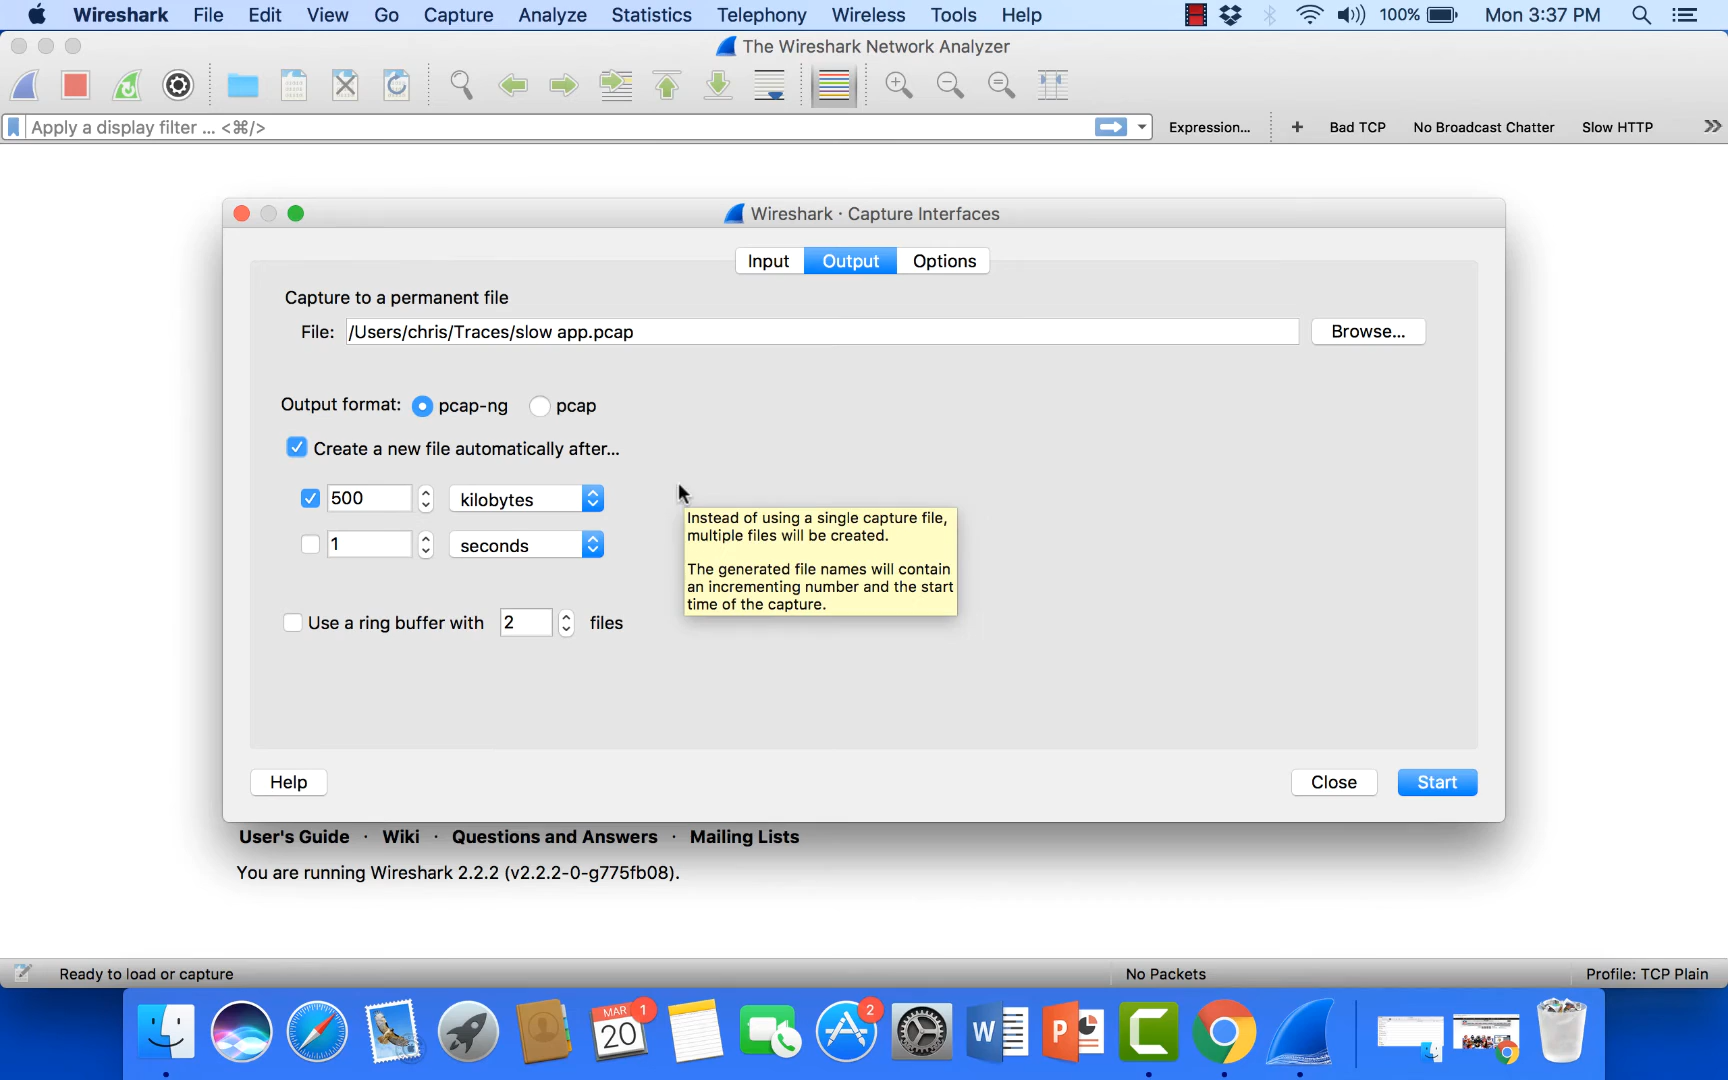 Wireshark File Edit View Go Capture Analyze Statistics Telephony Wireless Tools Help 100% Mon 3:37 PM
The Wireshark Network Analyzer
Apply a display filter ... <⌘/> Expression... + Bad TCP No Broadcast Chatter Slow HTTP »
Wireshark · Capture Interfaces
Input Output Options
Capture to a permanent file
File: /Users/chris/Traces/slow app.pcap Browse...
Output format: pcap-ng pcap
Create a new file automatically after...
500 kilobytes
1 seconds
Instead of using a single capture file,
multiple files will be created.
The generated file names will contain
an incrementing number and the start
time of the capture.
Use a ring buffer with 2 files
Help Close Start
User's Guide · Wiki · Questions and Answers · Mailing Lists
You are running Wireshark 2.2.2 (v2.2.2-0-g775fb08).
Ready to load or capture No Packets Profile: TCP Plain
MAR 1 2
20 W P C